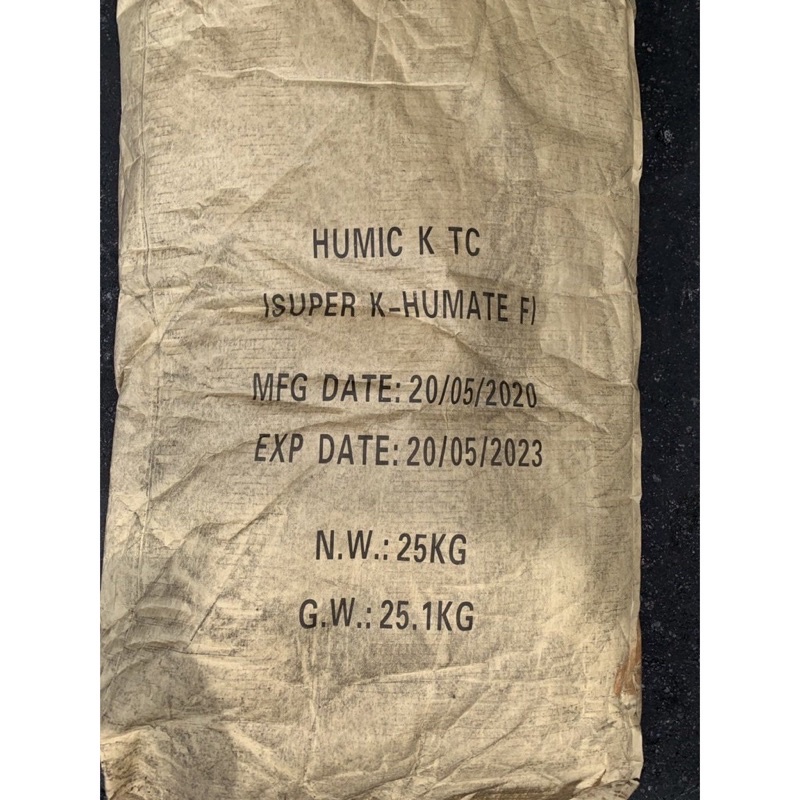 HUMIC K TC
(SUPER K-HUMATE F)
MFG DATE: 20/05/2020
EXP DATE: 20/05/2023
N.W.: 25KG
G.W.: 25.1KG